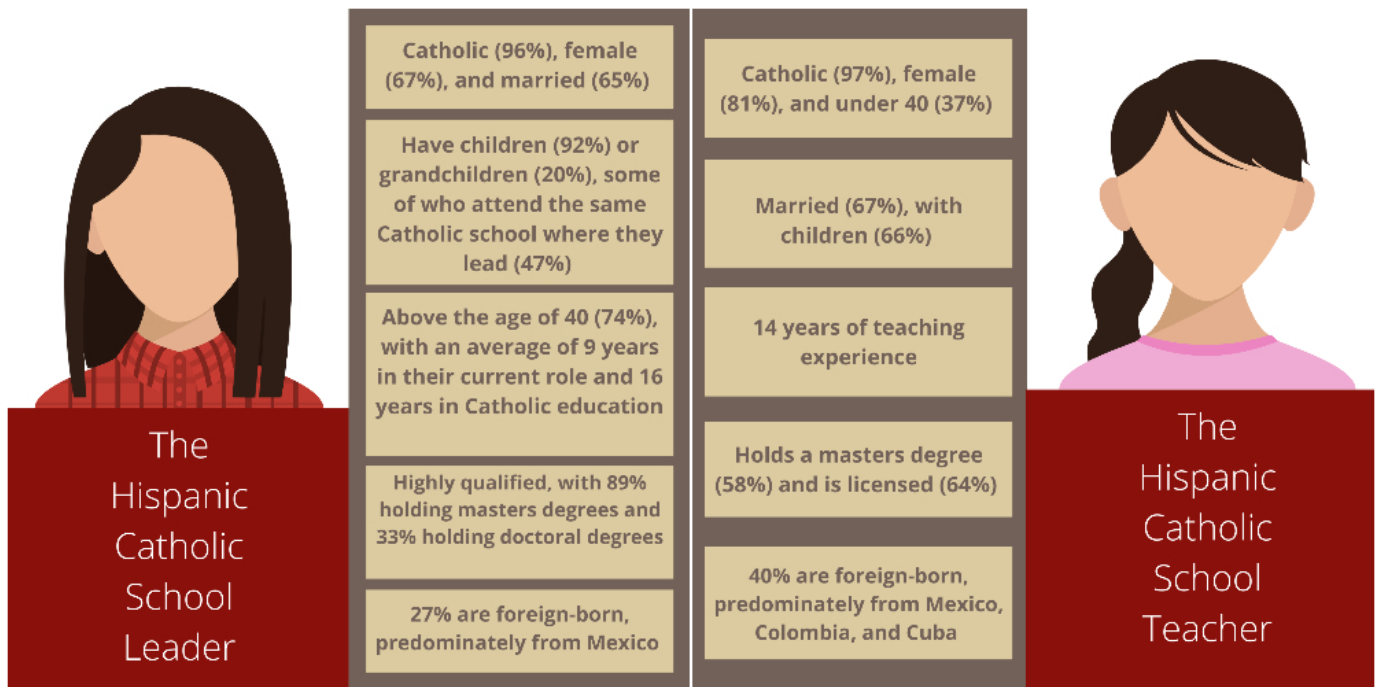 Catholic (96%), female
(67%), and married (65%)
Have children (92%) or
grandchildren (20%), some
of who attend the same
Catholic school where they
lead (47%)
Above the age of 40 (74%),
with an average of 9 years
in their current role and 16
years in Catholic education
Highly qualified, with 89%
holding masters degrees and
33% holding doctoral degrees
27% are foreign-born,
predominately from Mexico
The
Hispanic
Catholic
School
Leader
Catholic (97%), female
(81%), and under 40 (37%)
Married (67%), with
children (66%)
14 years of teaching
experience
Holds a masters degree
(58%) and is licensed (64%)
40% are foreign-born,
predominately from Mexico,
Colombia, and Cuba
The
Hispanic
Catholic
School
Teacher